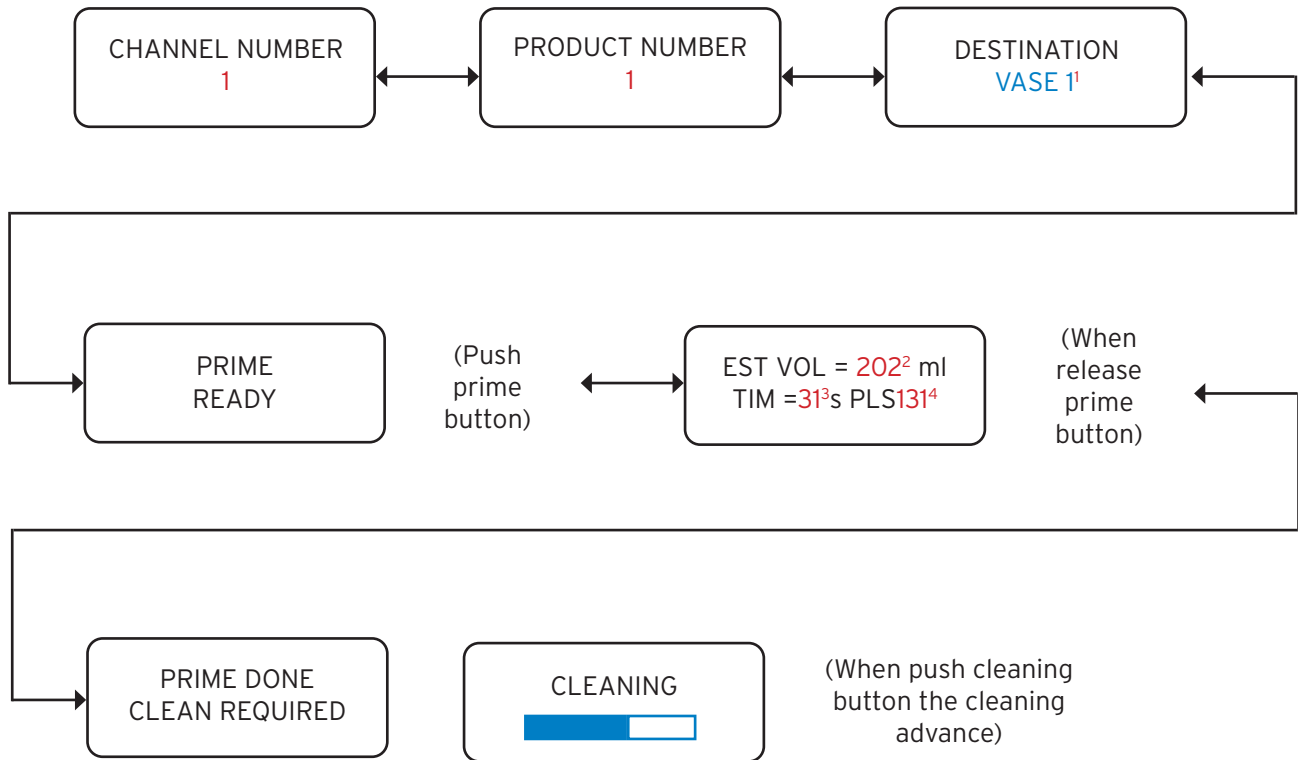 CHANNEL NUMBER
1
PRODUCT NUMBER
1
DESTINATION
VASE 1¹
PRIME
READY
(Push
prime
button)
EST VOL = 202² ml
TIM =31³s PLS131⁴
(When
release
prime
button)
PRIME DONE
CLEAN REQUIRED
CLEANING
(When push cleaning
button the cleaning
advance)